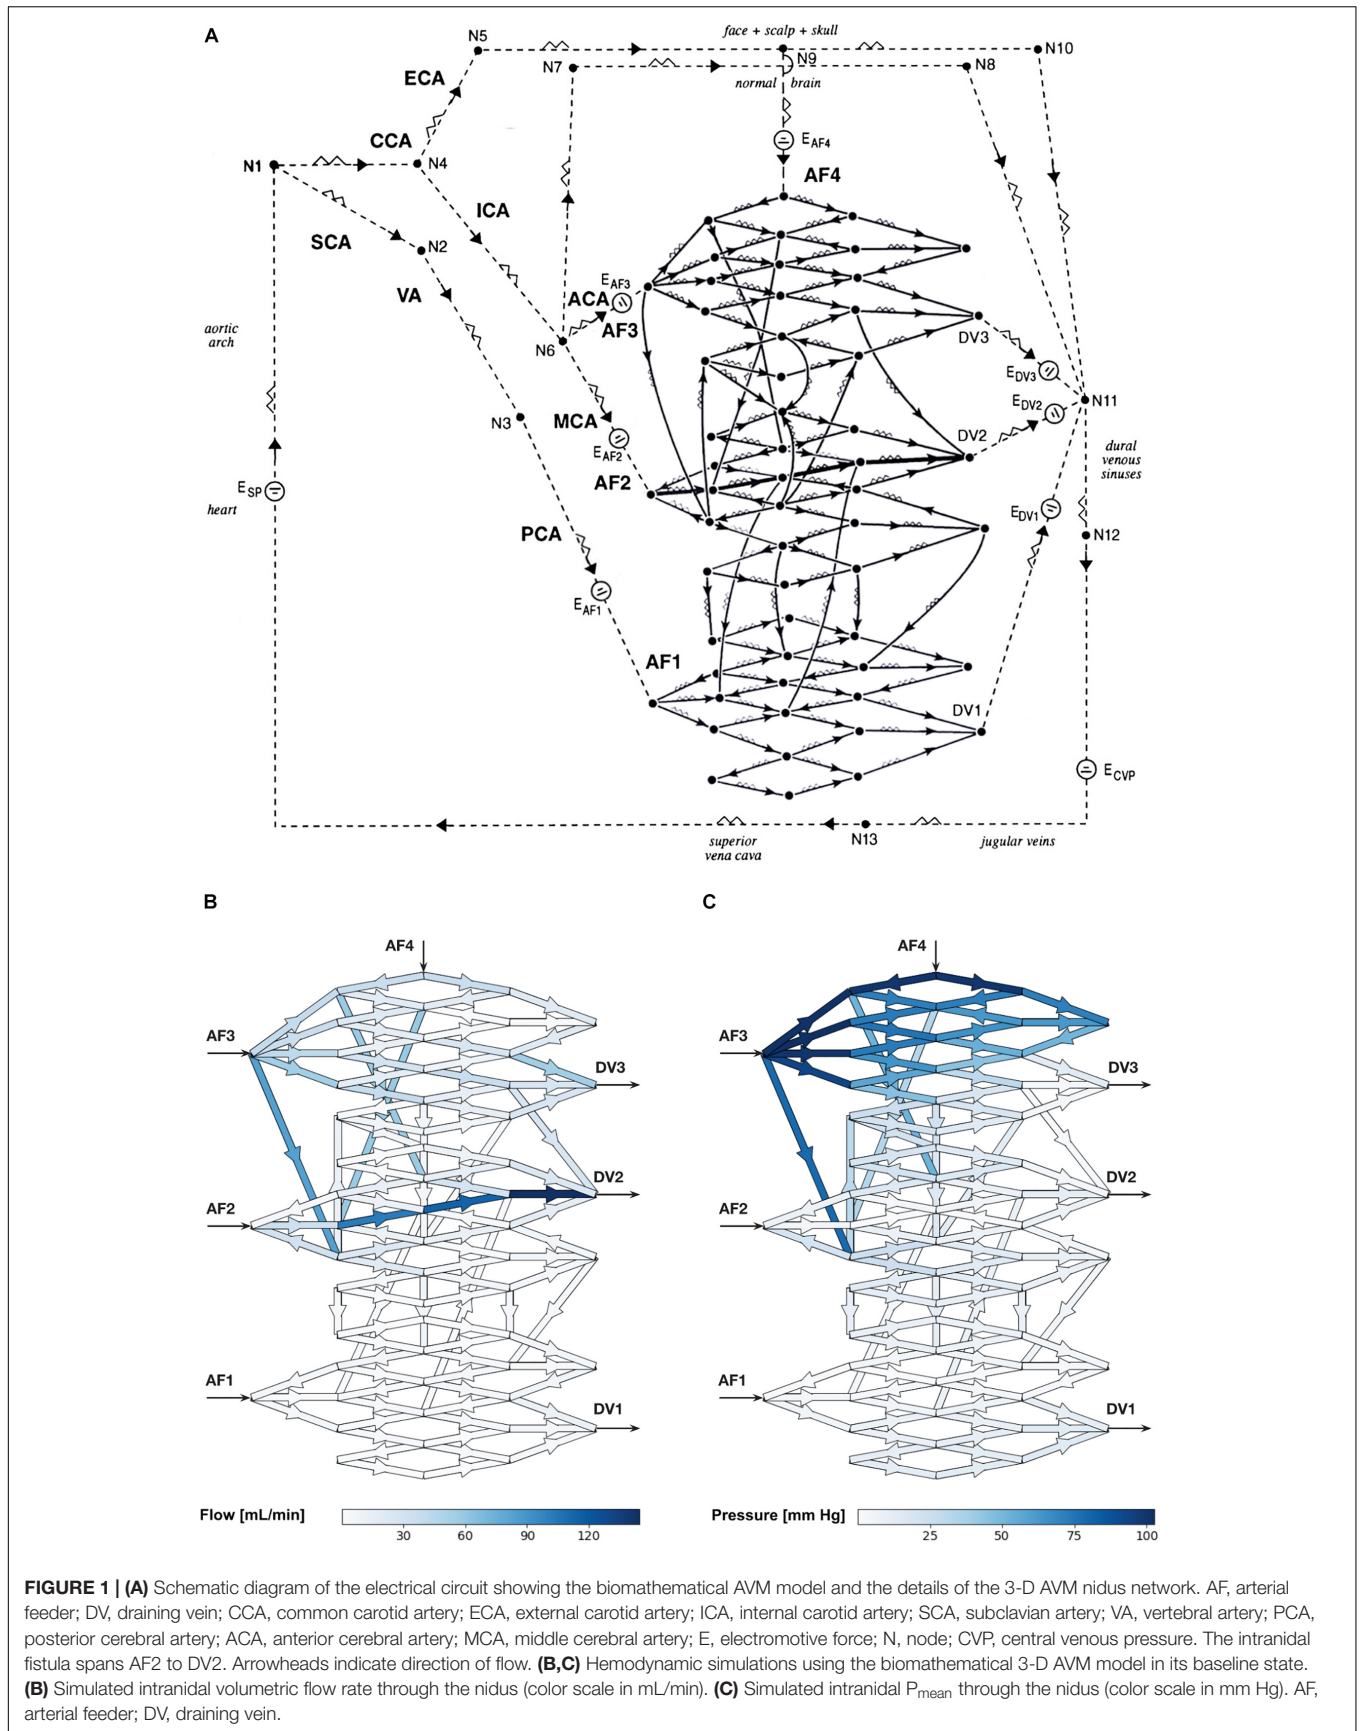 A
face + scalp + skull
N5
N10
N9
N7
N8
ECA
normal brain
CCA
E AF4
N1
N4
AF4
ICA
SCA
N2
VA
E AF3
ACA
AF3
aortic
arch
DV3
N6
E DV3
E DV2
N11
N3
MCA
DV2
dural
venous
sinuses
E AF2
AF2
E SP
heart
E DV1
PCA
N12
E AF1
AF1
DV1
E CVP
superior
vena cava
N13
jugular veins
B
C
AF4
AF4
AF3
DV3
AF3
DV3
DV2
DV2
AF2
AF2
AF1
DV1
AF1
DV1
Flow [mL/min]
30 60 90 120
Pressure [mm Hg]
25 50 75 100
FIGURE 1 | (A) Schematic diagram of the electrical circuit showing the biomathematical AVM model and the details of the 3-D AVM nidus network. AF, arterial
feeder; DV, draining vein; CCA, common carotid artery; ECA, external carotid artery; ICA, internal carotid artery; SCA, subclavian artery; VA, vertebral artery; PCA,
posterior cerebral artery; ACA, anterior cerebral artery; MCA, middle cerebral artery; E, electromotive force; N, node; CVP, central venous pressure. The intranidal
fistula spans AF2 to DV2. Arrowheads indicate direction of flow. (B,C) Hemodynamic simulations using the biomathematical 3-D AVM model in its baseline state.
(B) Simulated intranidal volumetric flow rate through the nidus (color scale in mL/min). (C) Simulated intranidal Pmean through the nidus (color scale in mm Hg). AF,
arterial feeder; DV, draining vein.